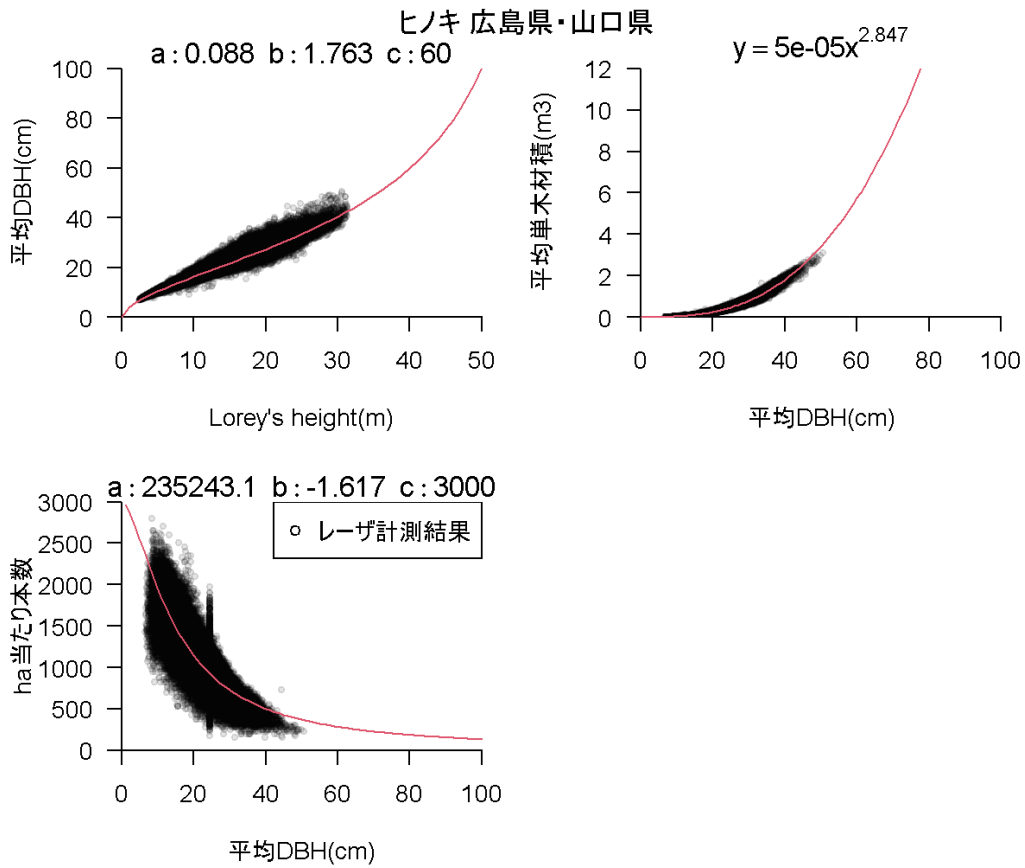 ヒノキ 広島県・山口県
a : 0.088 b : 1.763 c : 60
100
80
60
40
20
0
平均DBH(cm)
0 10 20 30 40 50
Lorey's height(m)
y = 5e-05x^2.847
12
10
8
6
4
2
0
平均単木材積(m3)
0 20 40 60 80 100
平均DBH(cm)
a : 235243.1 b : -1.617 c : 3000
3000
2500
2000
1500
1000
500
0
ha当たり本数
レーザ計測結果
0 20 40 60 80 100
平均DBH(cm)